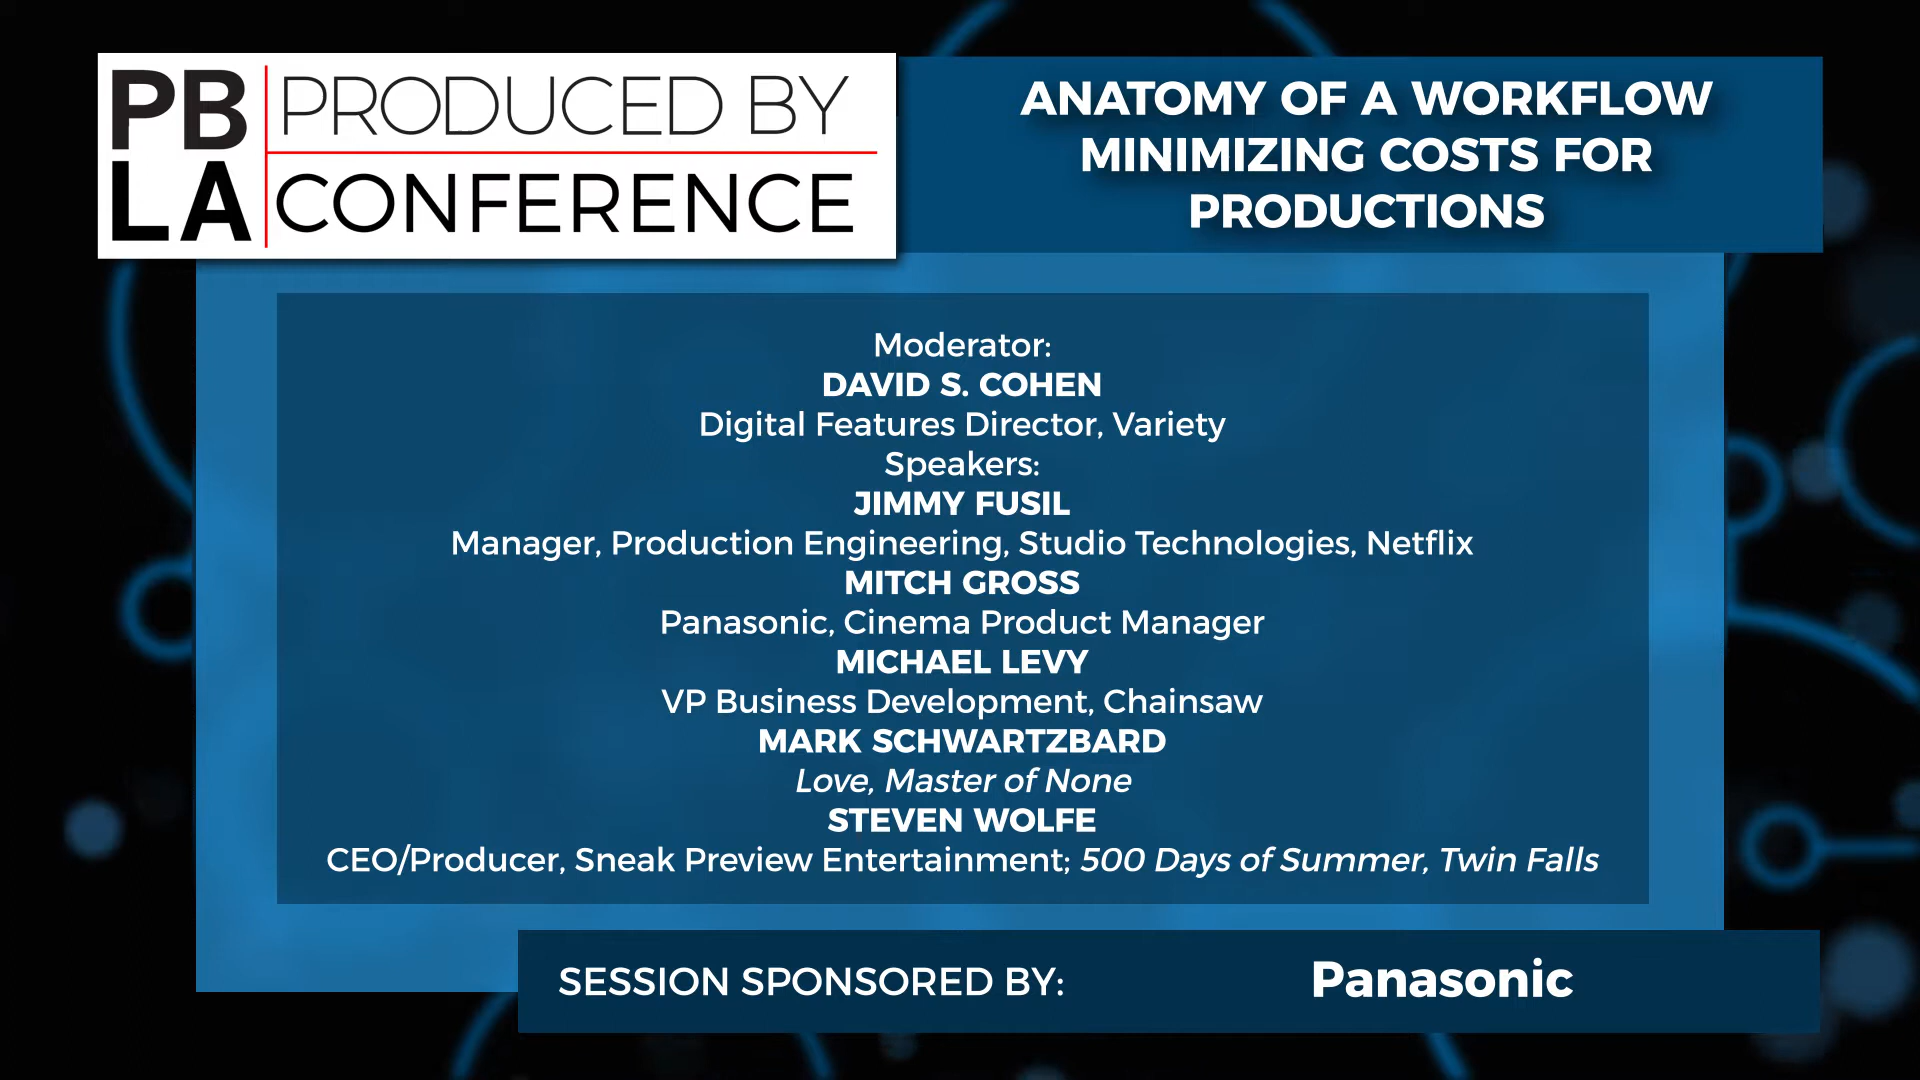 PB
LA
PRODUCED BY
CONFERENCE
ANATOMY OF A WORKFLOW
MINIMIZING COSTS FOR
PRODUCTIONS
Moderator:
DAVID S. COHEN
Digital Features Director, Variety
Speakers:
JIMMY FUSIL
Manager, Production Engineering, Studio Technologies, Netflix
MITCH GROSS
Panasonic, Cinema Product Manager
MICHAEL LEVY
VP Business Development, Chainsaw
MARK SCHWARTZBARD
Love, Master of None
STEVEN WOLFE
CEO/Producer, Sneak Preview Entertainment; 500 Days of Summer, Twin Falls
SESSION SPONSORED BY:
Panasonic